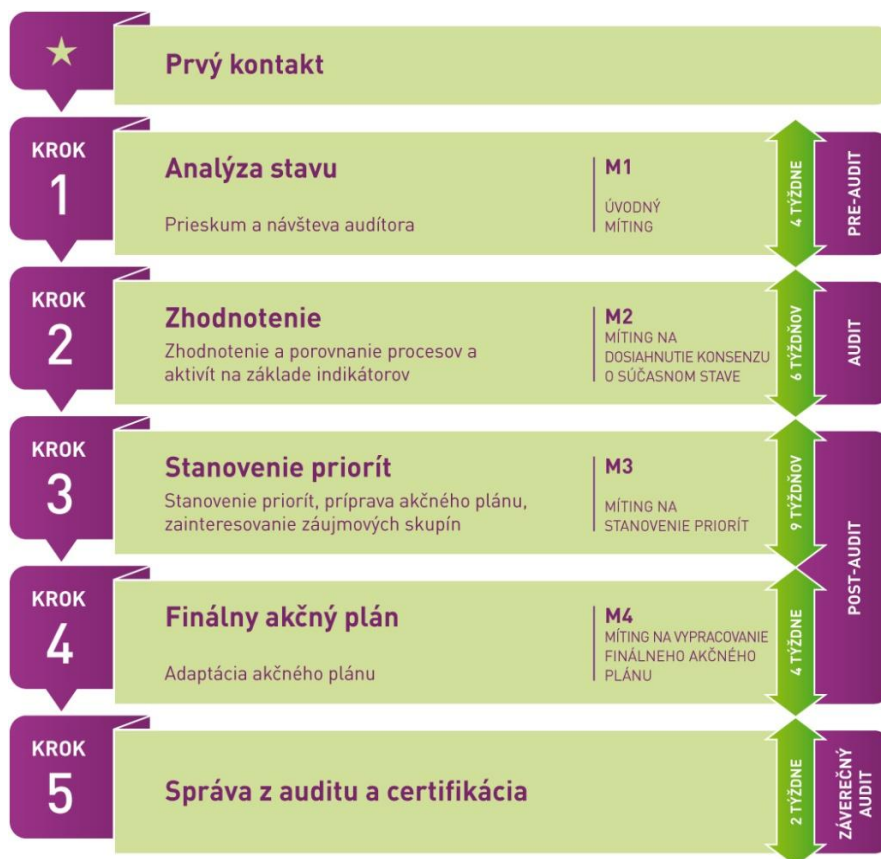 Prvý kontakt
KROK
1
Analýza stavu
Prieskum a návšteva audítora
M1
ÚVODNÝ
MÍTING
4 TÝŽDNE
PRE-AUDIT
KROK
2
Zhodnotenie
Zhodnotenie a porovnanie procesov a
aktivít na základe indikátorov
M2
MÍTING NA
DOSIAHNUTIE KONSENZU
O SÚČASNOM STAVE
6 TÝŽDŇOV
AUDIT
KROK
3
Stanovenie priorít
Stanovenie priorít, príprava akčného plánu,
zainteresovanie záujmových skupín
M3
MÍTING NA
STANOVENIE PRIORÍT
9 TÝŽDŇOV
POST-AUDIT
KROK
4
Finálny akčný plán
Adaptácia akčného plánu
M4
MÍTING NA VYPRACOVANIE
FINÁLNEHO AKČNÉHO
PLÁNU
4 TÝŽDNE
KROK
5
Správa z auditu a certifikácia
2 TÝŽDNE
ZÁVEREČNÝ
AUDIT